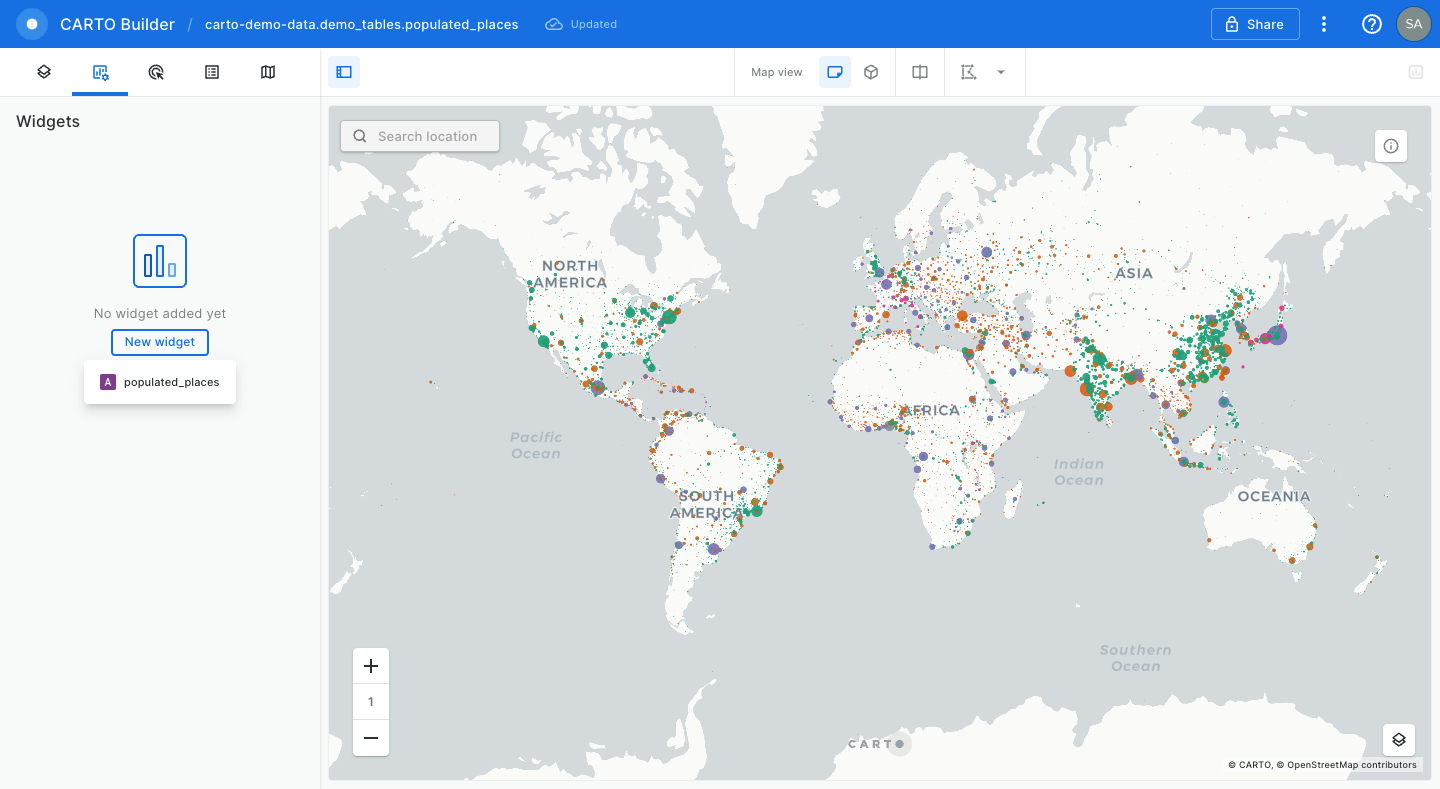 CARTO Builder / carto-demo-data.demo_tables.populated_places Updated Share SA
Map view
Widgets
Search location
No widget added yet
New widget
A populated_places
NORTH
AMERICA
ASIA
AFRICA
Pacific
Ocean
Indian
Ocean
SOUTH
AMERICA
OCEANIA
Southern
Ocean
1
CARTO
© CARTO, © OpenStreetMap contributors